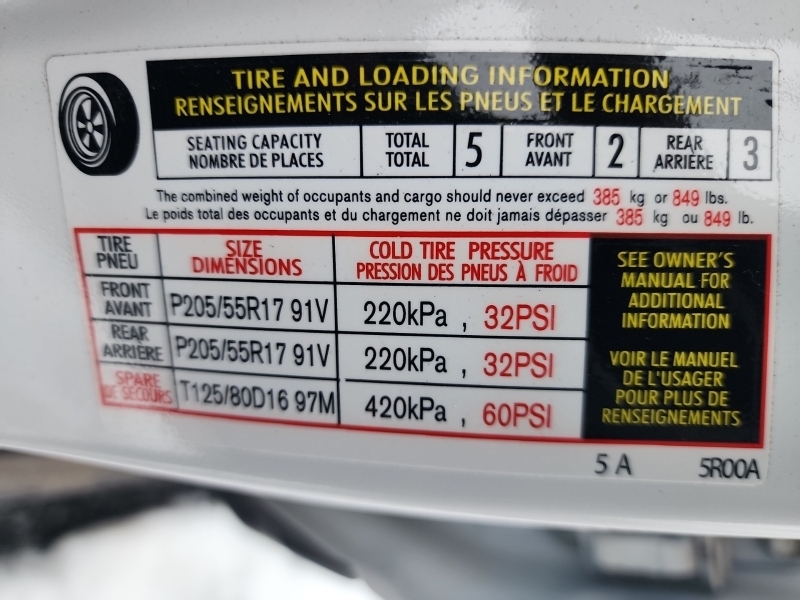 TIRE AND LOADING INFORMATION
RENSEIGNEMENTS SUR LES PNEUS ET LE CHARGEMENT
SEATING CAPACITY
NOMBRE DE PLACES
TOTAL
TOTAL
5
FRONT
AVANT
2
REAR
ARRIÈRE
3
The combined weight of occupants and cargo should never exceed 385 kg or 849 lbs.
Le poids total des occupants et du chargement ne doit jamais dépasser 385 kg ou 849 lb.
TIRE
PNEU
SIZE
DIMENSIONS
COLD TIRE PRESSURE
PRESSION DES PNEUS À FROID
FRONT
AVANT
P205/55R17 91V
220kPa , 32PSI
REAR
ARRIÈRE
P205/55R17 91V
220kPa , 32PSI
SPARE
DE SECOURS
T125/80D16 97M
420kPa , 60PSI
SEE OWNER'S
MANUAL FOR
ADDITIONAL
INFORMATION
VOIR LE MANUEL
DE L'USAGER
POUR PLUS DE
RENSEIGNEMENTS
5 A 5R00A